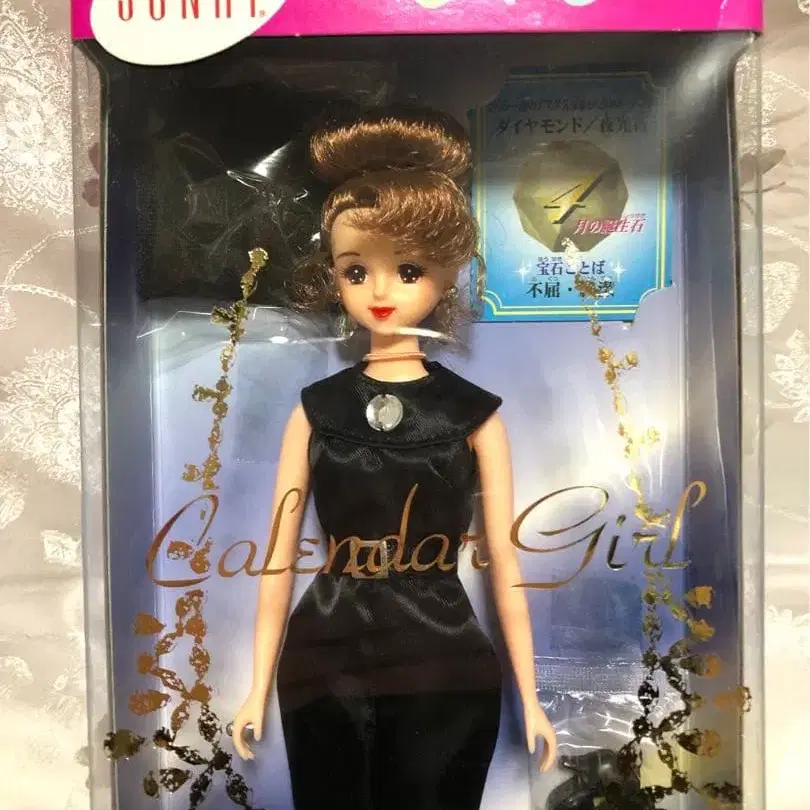 JENNY®
ダイヤモンド/夜光石
4
月の誕生石
宝石ことば
不屈・
Calendar Girl